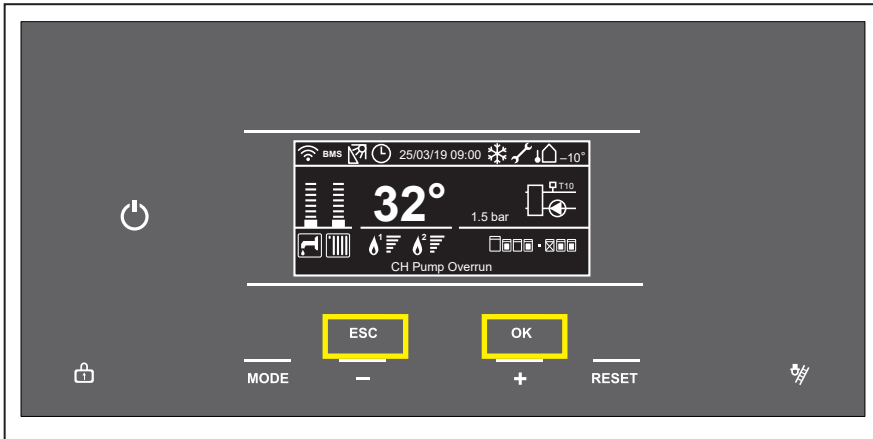 BMS 25/03/19 09:00 –10°
T10
32°
1.5 bar
1 2
CH Pump Overrun
ESC OK
MODE – + RESET